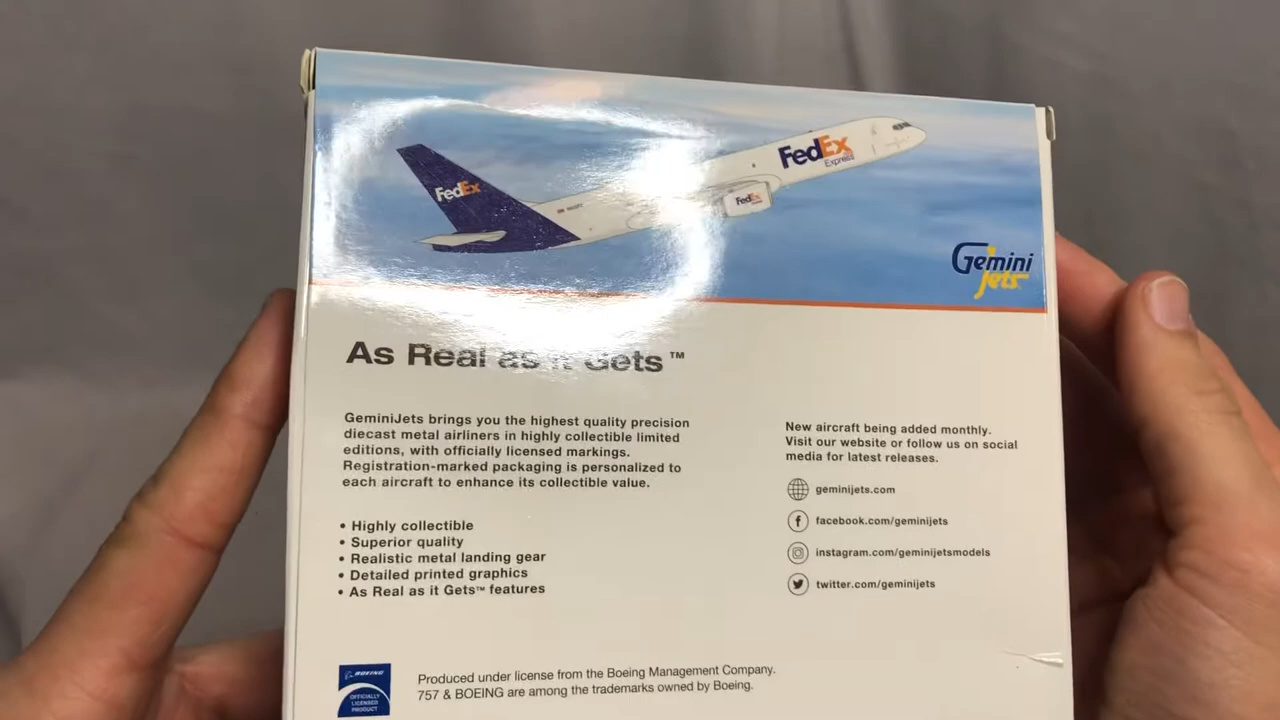 FedEx
Express
FedEx
FedEx
Gemini
Jets
As Real as it Gets™
GeminiJets brings you the highest quality precision
diecast metal airliners in highly collectible limited
editions, with officially licensed markings.
Registration-marked packaging is personalized to
each aircraft to enhance its collectible value.
• Highly collectible
• Superior quality
• Realistic metal landing gear
• Detailed printed graphics
• As Real as it Gets™ features
New aircraft being added monthly.
Visit our website or follow us on social
media for latest releases.
geminijets.com
facebook.com/geminijets
instagram.com/geminijetsmodels
twitter.com/geminijets
BOEING
OFFICIALLY
LICENSED
PRODUCT
Produced under license from the Boeing Management Company.
757 & BOEING are among the trademarks owned by Boeing.